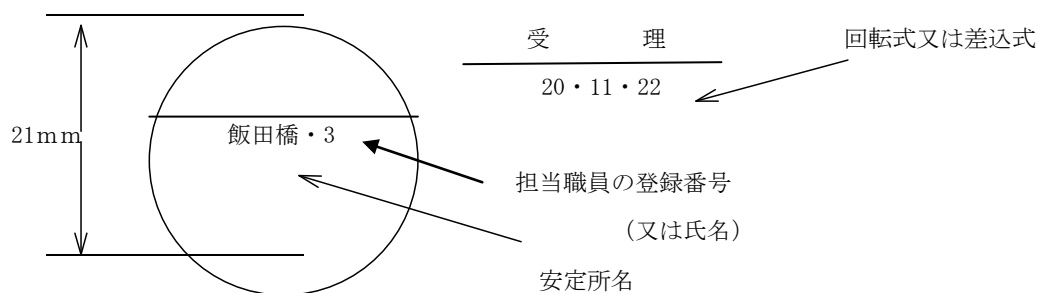 受 理
回転式又は差込式
20・11・22
21mm
飯田橋・3
担当職員の登録番号
(又は氏名)
安定所名